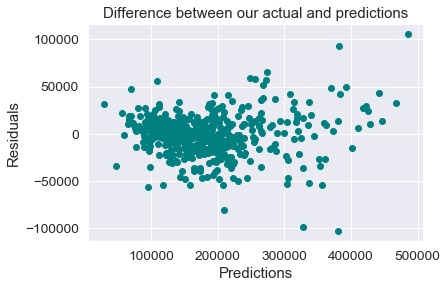 Difference between our actual and predictions
100000
50000
0
−50000
−100000
Residuals
100000 200000 300000 400000 500000
Predictions